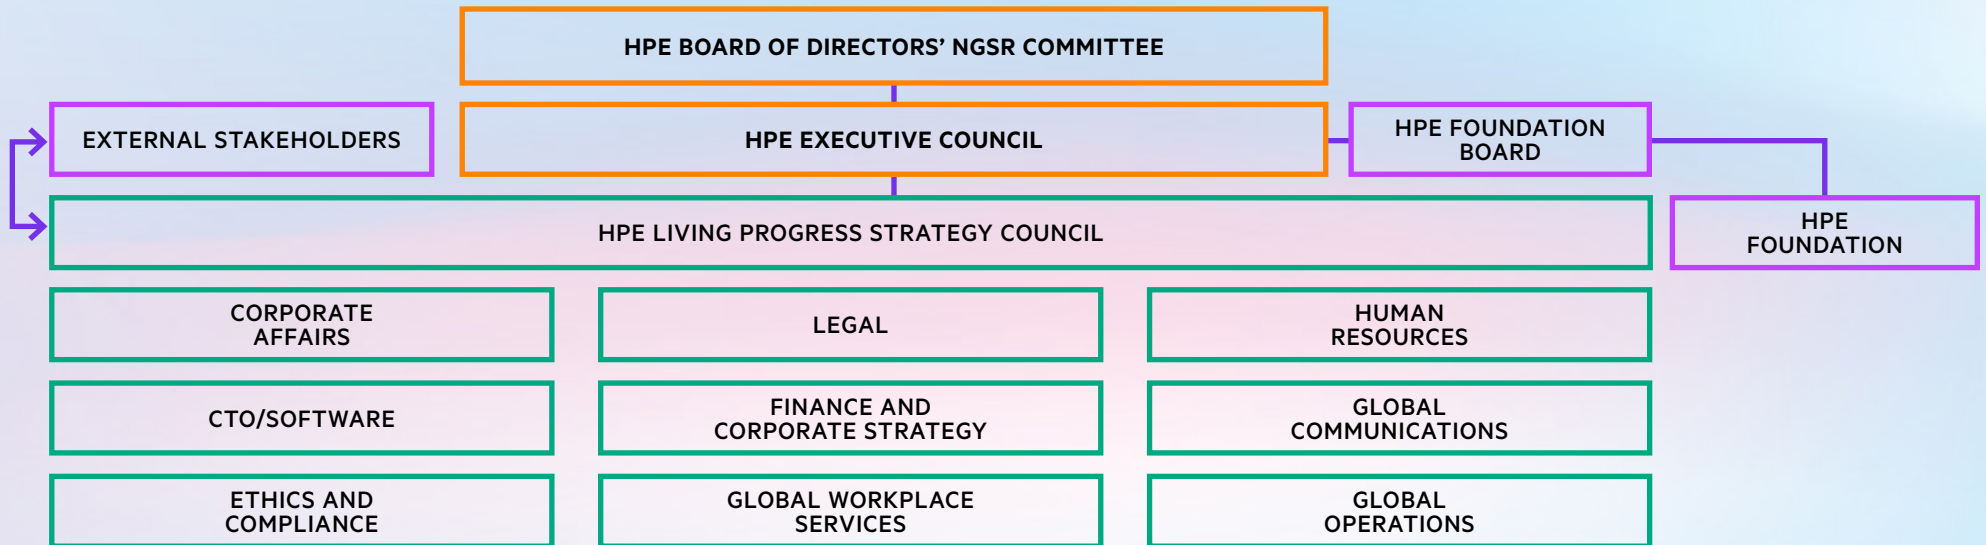 HPE BOARD OF DIRECTORS’ NGSR COMMITTEE
EXTERNAL STAKEHOLDERS
HPE EXECUTIVE COUNCIL
HPE FOUNDATION
BOARD
HPE LIVING PROGRESS STRATEGY COUNCIL
HPE
FOUNDATION
CORPORATE
AFFAIRS
LEGAL
HUMAN
RESOURCES
CTO/SOFTWARE
FINANCE AND
CORPORATE STRATEGY
GLOBAL
COMMUNICATIONS
ETHICS AND
COMPLIANCE
GLOBAL WORKPLACE
SERVICES
GLOBAL
OPERATIONS